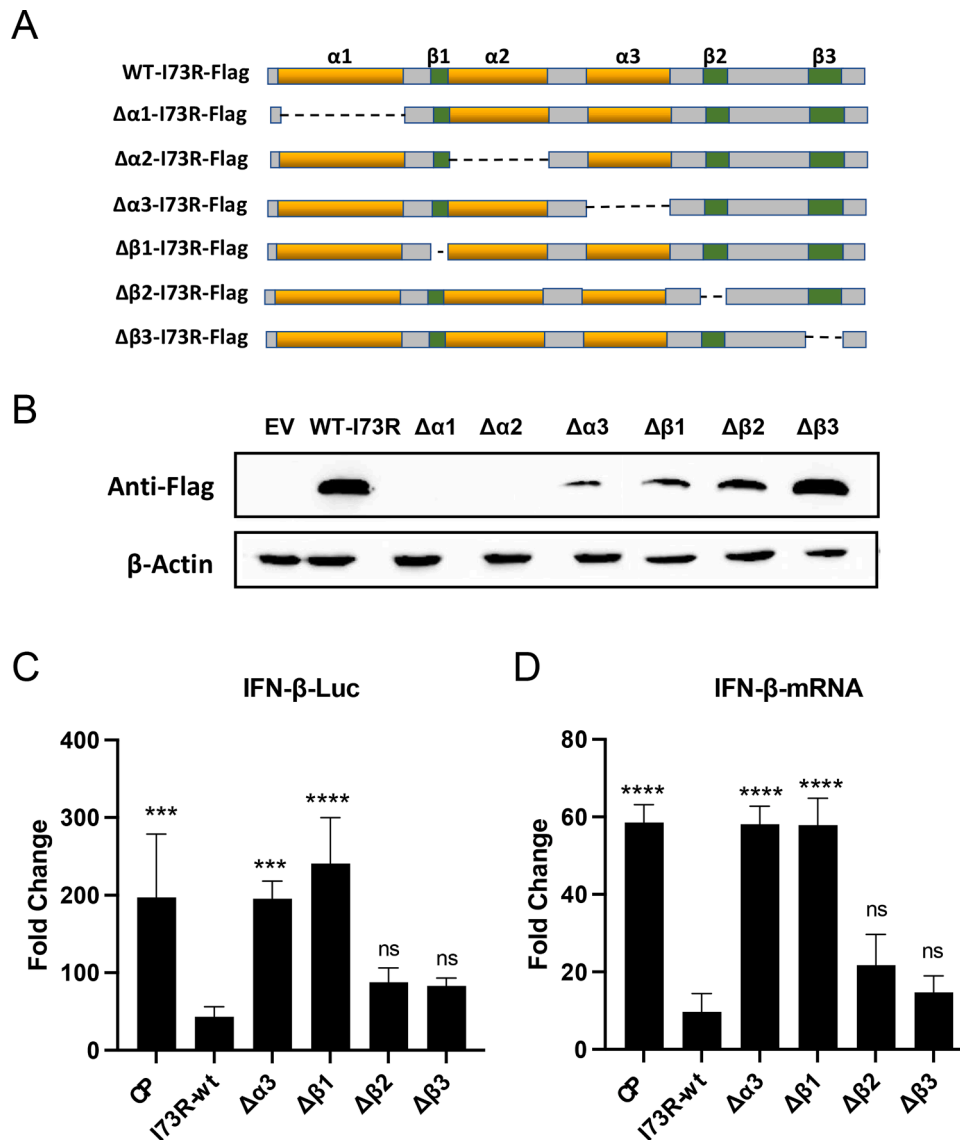 A
α1 β1 α2 α3 β2 β3
WT-I73R-Flag
Δα1-I73R-Flag
Δα2-I73R-Flag
Δα3-I73R-Flag
Δβ1-I73R-Flag
Δβ2-I73R-Flag
Δβ3-I73R-Flag
B
EV WT-I73R Δα1 Δα2 Δα3 Δβ1 Δβ2 Δβ3
Anti-Flag
β-Actin
C
IFN-β-Luc
Fold Change
400
300
200
100
0
*** *** **** ns ns
CP I73R-wt Δα3 Δβ1 Δβ2 Δβ3
D
IFN-β-mRNA
Fold Change
80
60
40
20
0
**** **** **** ns ns
CP I73R-wt Δα3 Δβ1 Δβ2 Δβ3